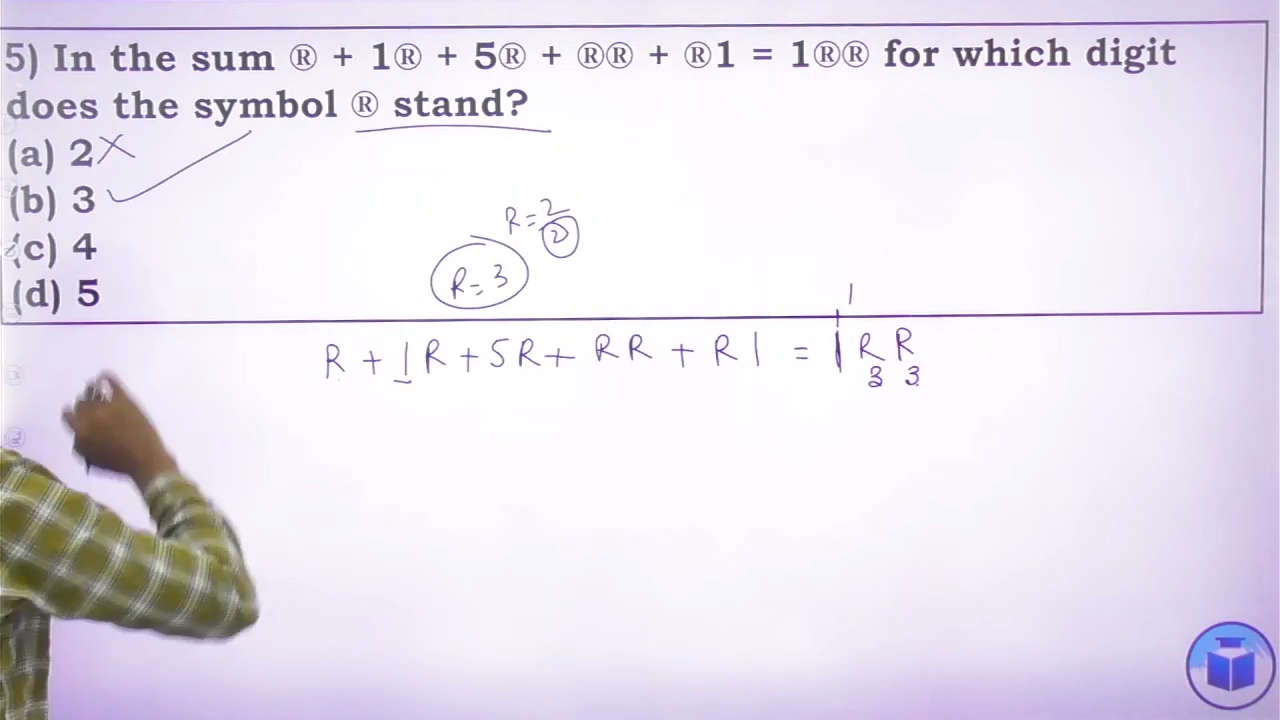 5) In the sum ® + 1® + 5® + ®® + ®1 = 1®® for which digit
does the symbol ® stand?
(a) 2
(b) 3
(c) 4
(d) 5
R = 2
2
R = 3
1
R + 1R + 5R + RR + R1 = 1RR
3 3